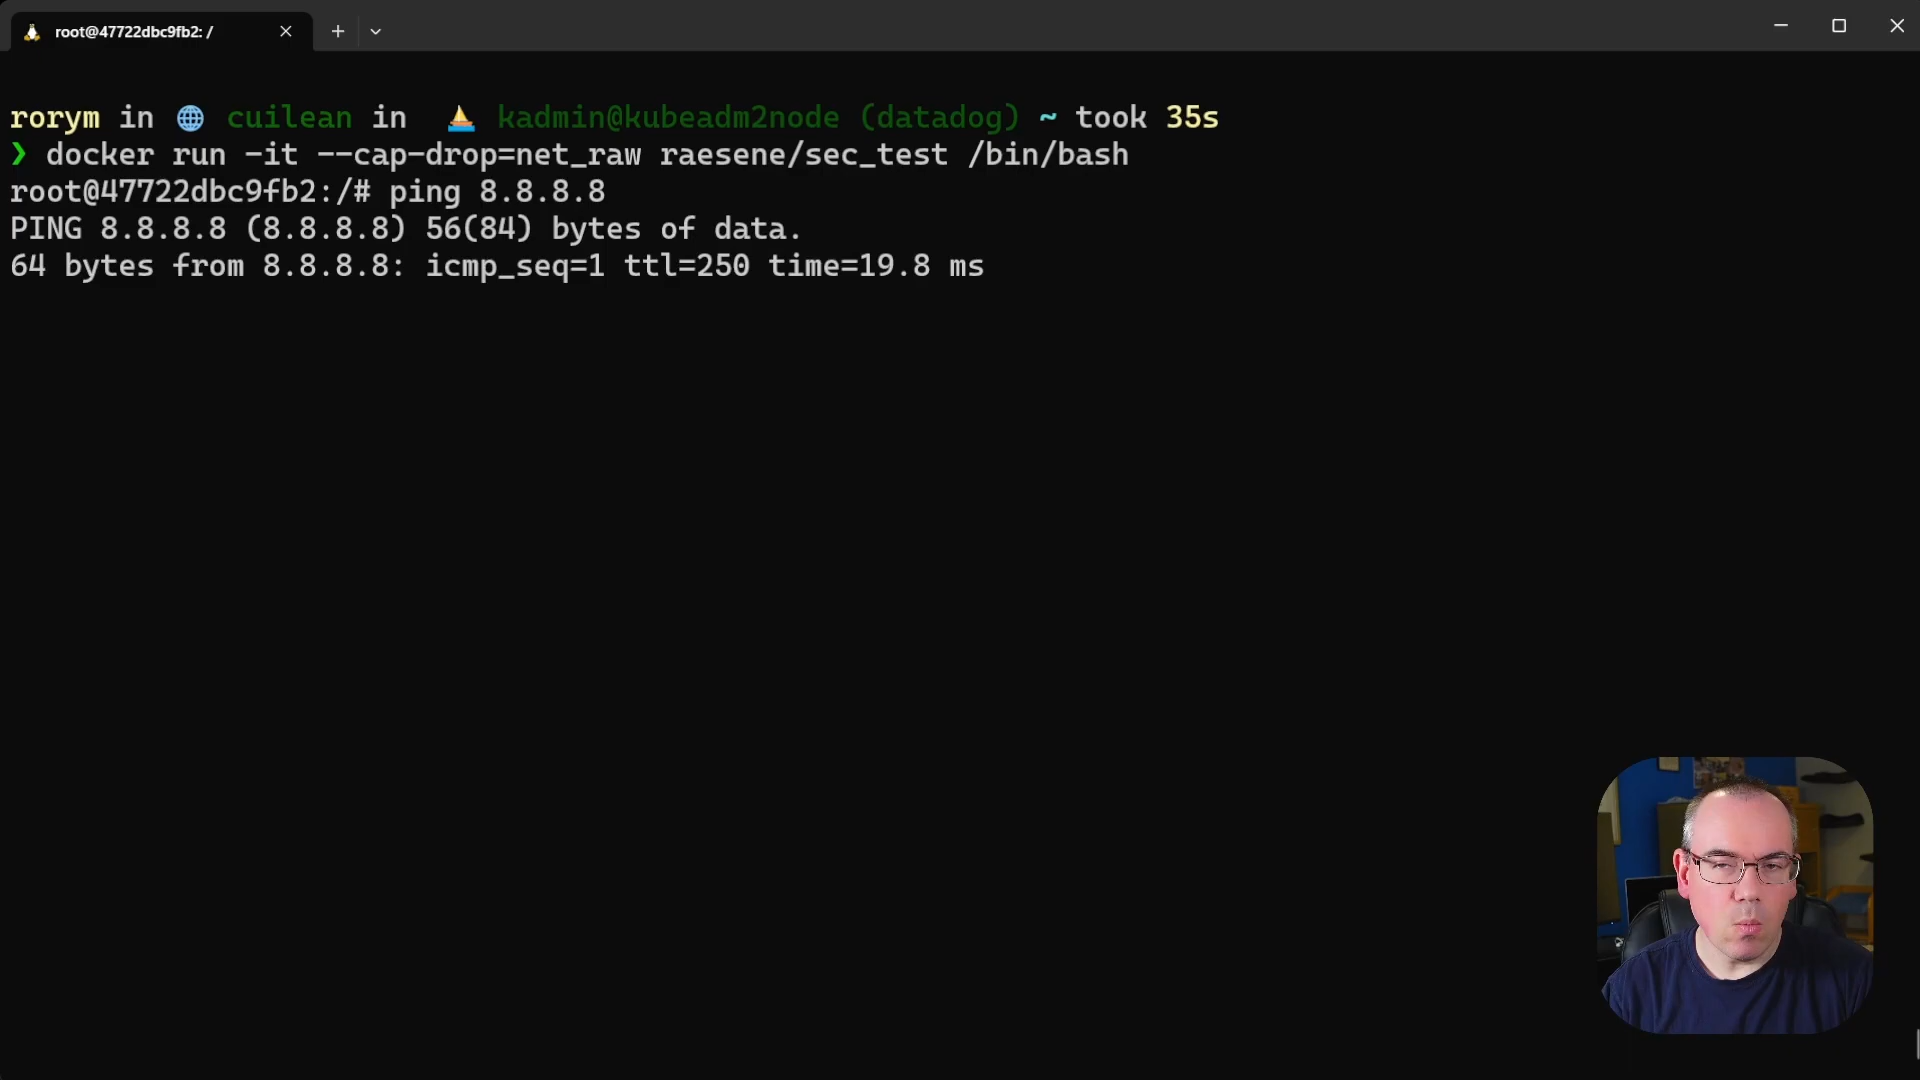 root@47722dbc9fb2: /
rorym in cuilean in kadmin@kubeadm2node (datadog) ~ took 35s
❯ docker run -it --cap-drop=net_raw raesene/sec_test /bin/bash
root@47722dbc9fb2:/# ping 8.8.8.8
PING 8.8.8.8 (8.8.8.8) 56(84) bytes of data.
64 bytes from 8.8.8.8: icmp_seq=1 ttl=250 time=19.8 ms